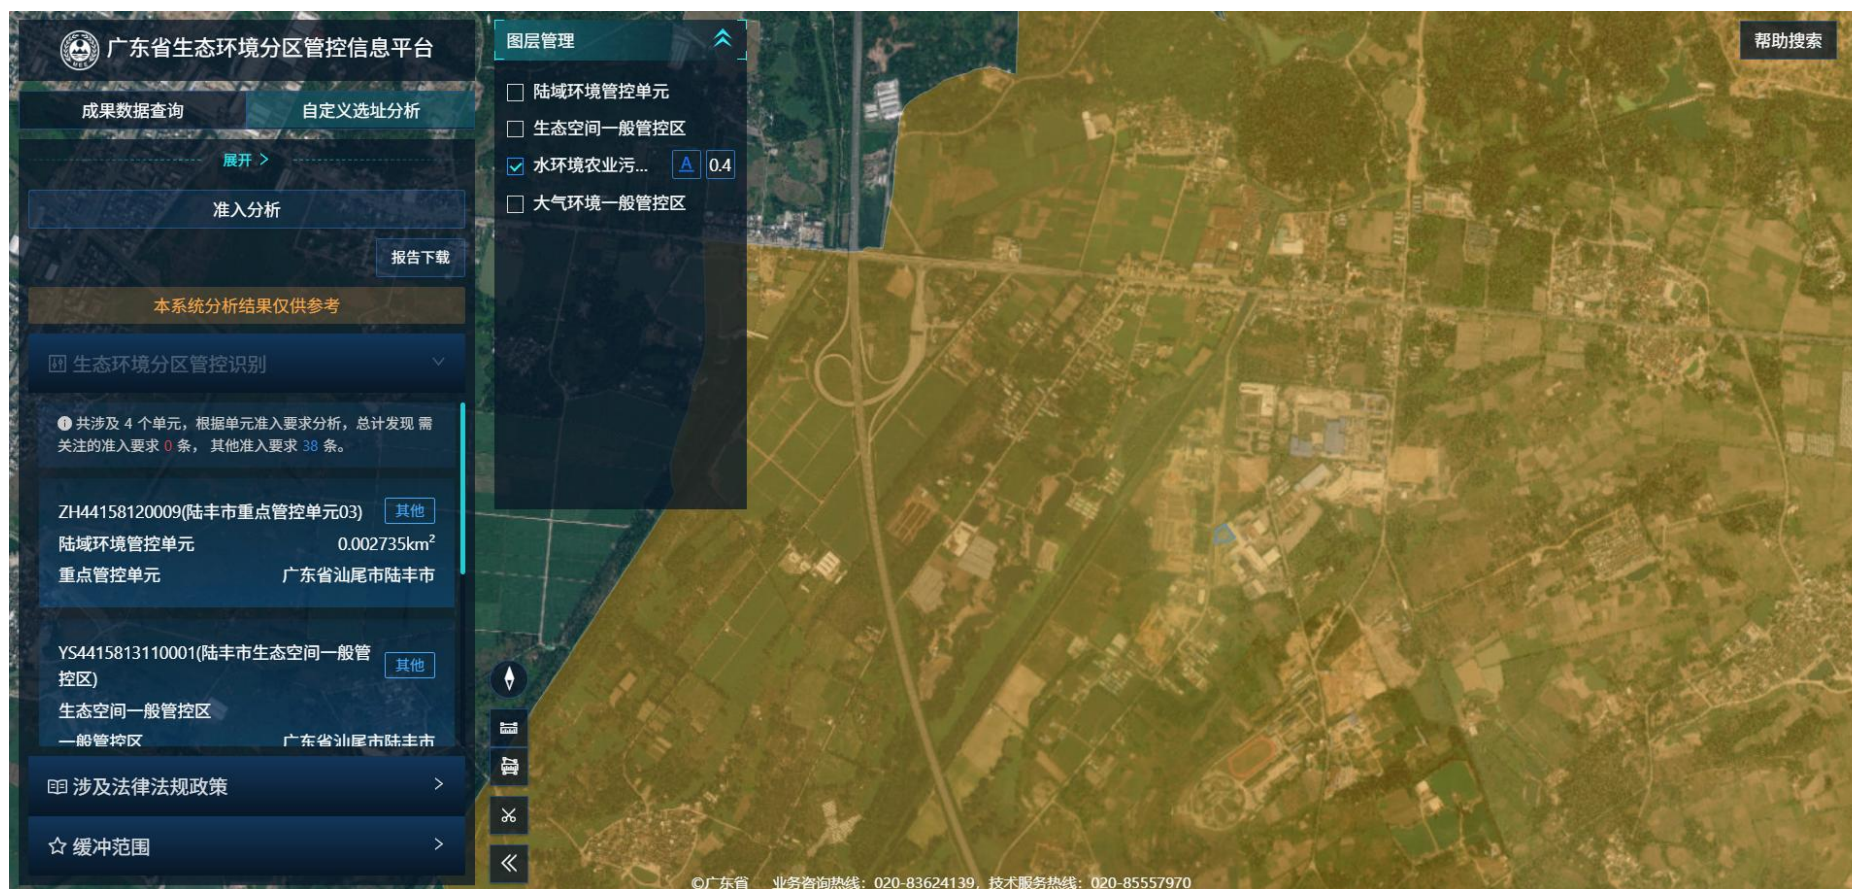 广东省生态环境分区管控信息平台
成果数据查询
自定义选址分析
展开 >
准入分析
报告下载
本系统分析结果仅供参考
生态环境分区管控识别
共涉及 4 个单元，根据单元准入要求分析，总计发现 需
关注的准入要求 0 条， 其他准入要求 38 条。
ZH44158120009(陆丰市重点管控单元03)
其他
陆域环境管控单元
0.002735km²
重点管控单元
广东省汕尾市陆丰市
YS4415813110001(陆丰市生态空间一般管
控区)
其他
生态空间一般管控区
一般管控区
广东省汕尾市陆丰市
涉及法律法规政策
缓冲范围
图层管理
陆域环境管控单元
生态空间一般管控区
水环境农业污...
A
0.4
大气环境一般管控区
帮助搜索
©广东省 业务咨询热线：020-83624139，技术服务热线：020-85557970